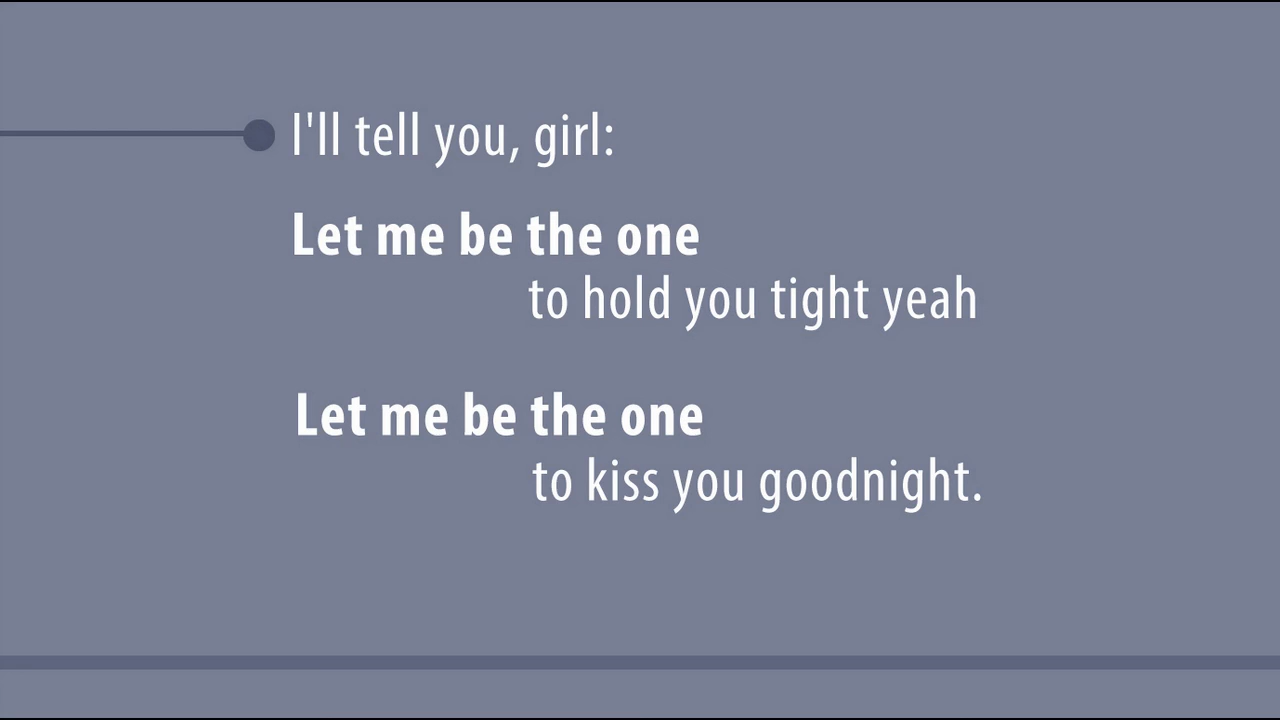 I'll tell you, girl:
Let me be the one
to hold you tight yeah
Let me be the one
to kiss you goodnight.